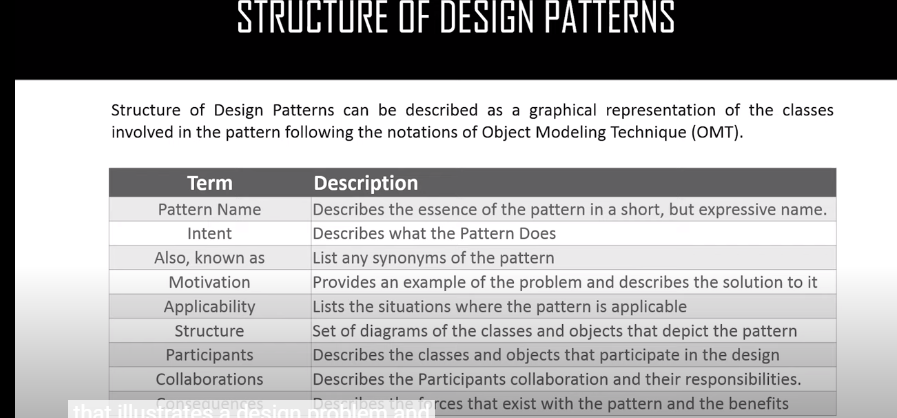 STRUCTURE OF DESIGN PATTERNS
Structure of Design Patterns can be described as a graphical representation of the classes
involved in the pattern following the notations of Object Modeling Technique (OMT).
Term Description
Pattern Name Describes the essence of the pattern in a short, but expressive name.
Intent Describes what the Pattern Does
Also, known as List any synonyms of the pattern
Motivation Provides an example of the problem and describes the solution to it
Applicability Lists the situations where the pattern is applicable
Structure Set of diagrams of the classes and objects that depict the pattern
Participants Describes the classes and objects that participate in the design
Collaborations Describes the Participants collaboration and their responsibilities.
Consequences Describes the forces that exist with the pattern and the benefits
that illustrates a design problem and